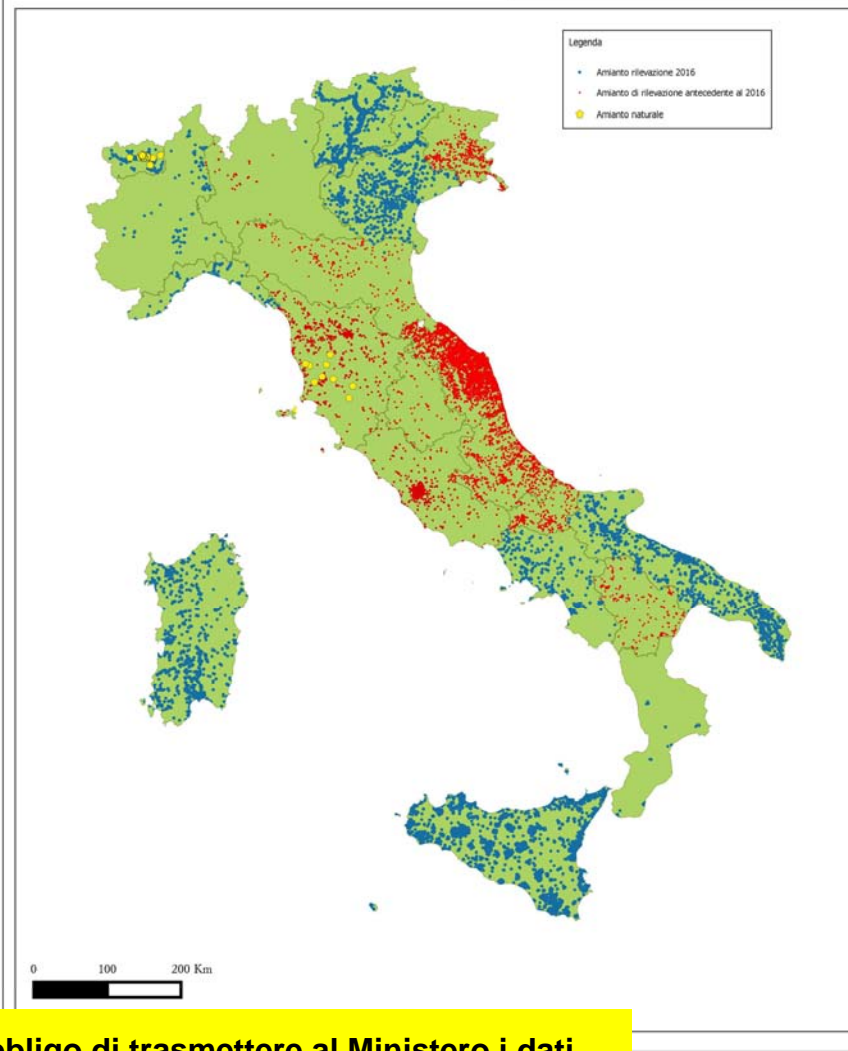 Legenda
Amianto rilevazione 2016
Amianto di rilevazione antecedente al 2016
Amianto naturale
0 100 200 Km